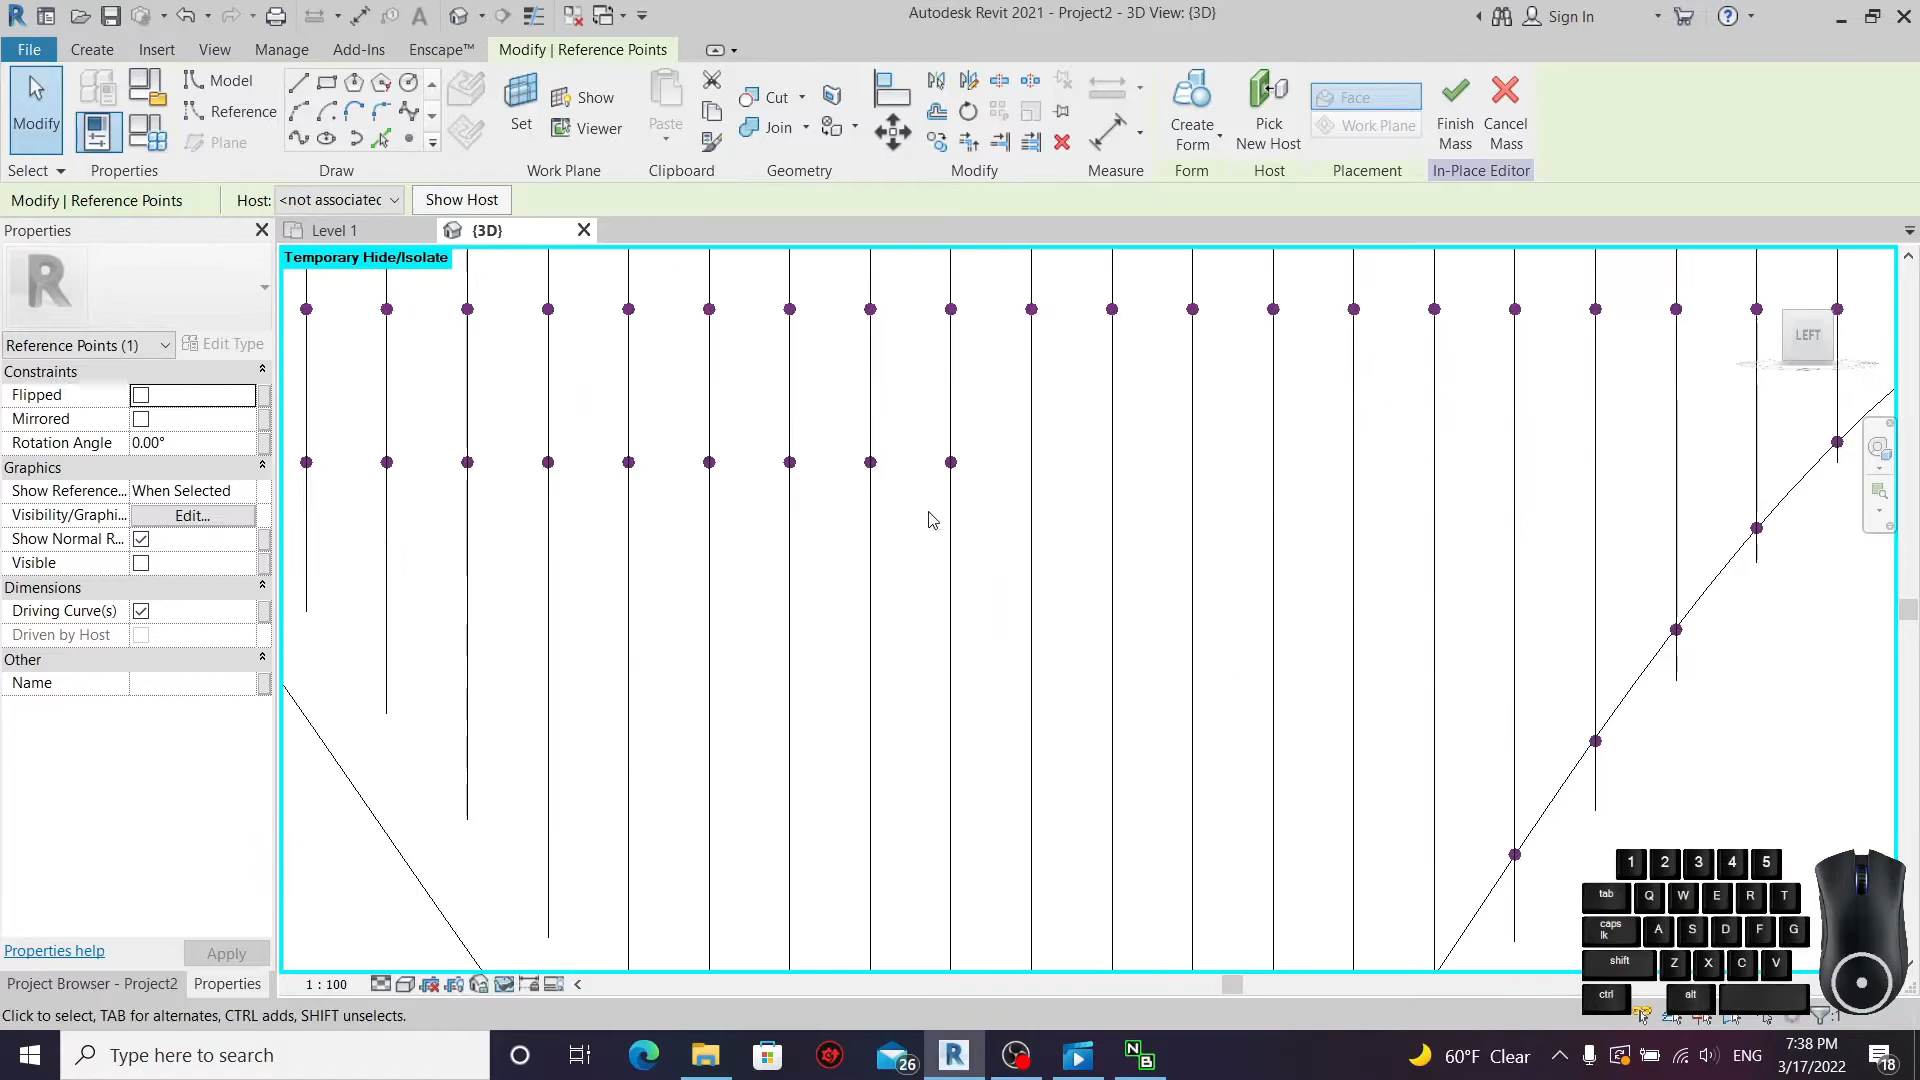 Autodesk Revit 2021 - Project2 - 3D View: {3D}
Sign In
File
Create
Insert
View
Manage
Add-Ins
Enscape™
Modify | Reference Points
Modify
Model
Reference
Plane
Set
Show
Viewer
Paste
Cut
Join
Create
Form
Pick
New Host
Face
Work Plane
Finish
Mass
Cancel
Mass
Select
Properties
Draw
Work Plane
Clipboard
Geometry
Modify
Measure
Form
Host
Placement
In-Place Editor
Modify | Reference Points
Host:
<not associatec
Show Host
Properties
Level 1
{3D}
Temporary Hide/Isolate
R
Reference Points (1)
Edit Type
Constraints
Flipped
Mirrored
Rotation Angle
0.00°
Graphics
Show Reference...
When Selected
Visibility/Graphi...
Edit...
Show Normal R...
Visible
Dimensions
Driving Curve(s)
Driven by Host
Other
Name
LEFT
Properties help
Apply
Project Browser - Project2
Properties
1 : 100
Click to select, TAB for alternates, CTRL adds, SHIFT unselects.
:1
1 2 3 4 5
tab Q W E R T
caps
lk A S D F G
shift Z X C V
ctrl alt
Type here to search
26
R
N
B
60°F Clear
ENG
7:38 PM
3/17/2022
18